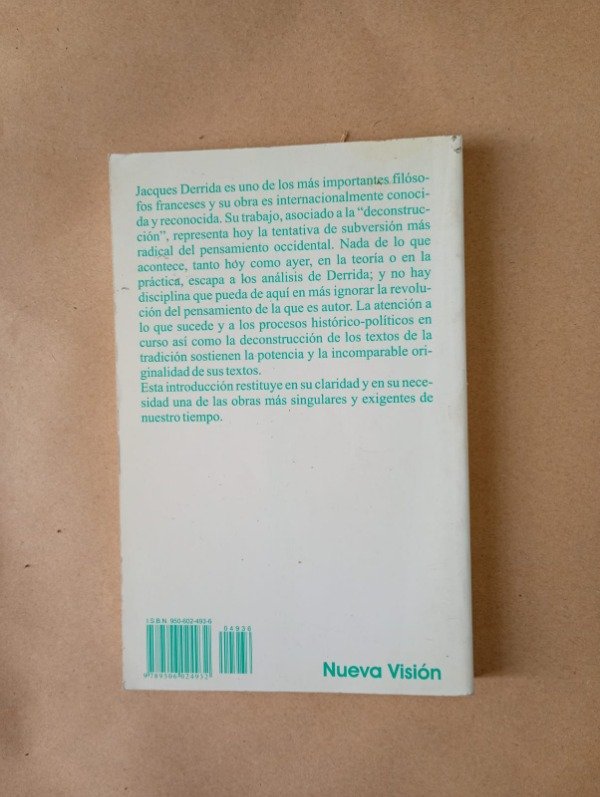 Jacques Derrida es uno de los más importantes filóso-
fos franceses y su obra es internacionalmente conoci-
da y reconocida. Su trabajo, asociado a la “deconstruc-
ción”, representa hoy la tentativa de subversión más
radical del pensamiento occidental. Nada de lo que
acontece, tanto hoy como ayer, en la teoría o en la
práctica, escapa a los análisis de Derrida; y no hay
disciplina que pueda de aquí en más ignorar la revolu-
ción del pensamiento de la que es autor. La atención a
lo que sucede y a los procesos histórico-políticos en
curso así como la deconstrucción de los textos de la
tradición sostienen la potencia y la incomparable ori-
ginalidad de sus textos.
Esta introducción restituye en su claridad y en su nece-
sidad una de las obras más singulares y exigentes de
nuestro tiempo.
I.S.B.N. 950-602-493-6
04936
9789506024932
Nueva Visión